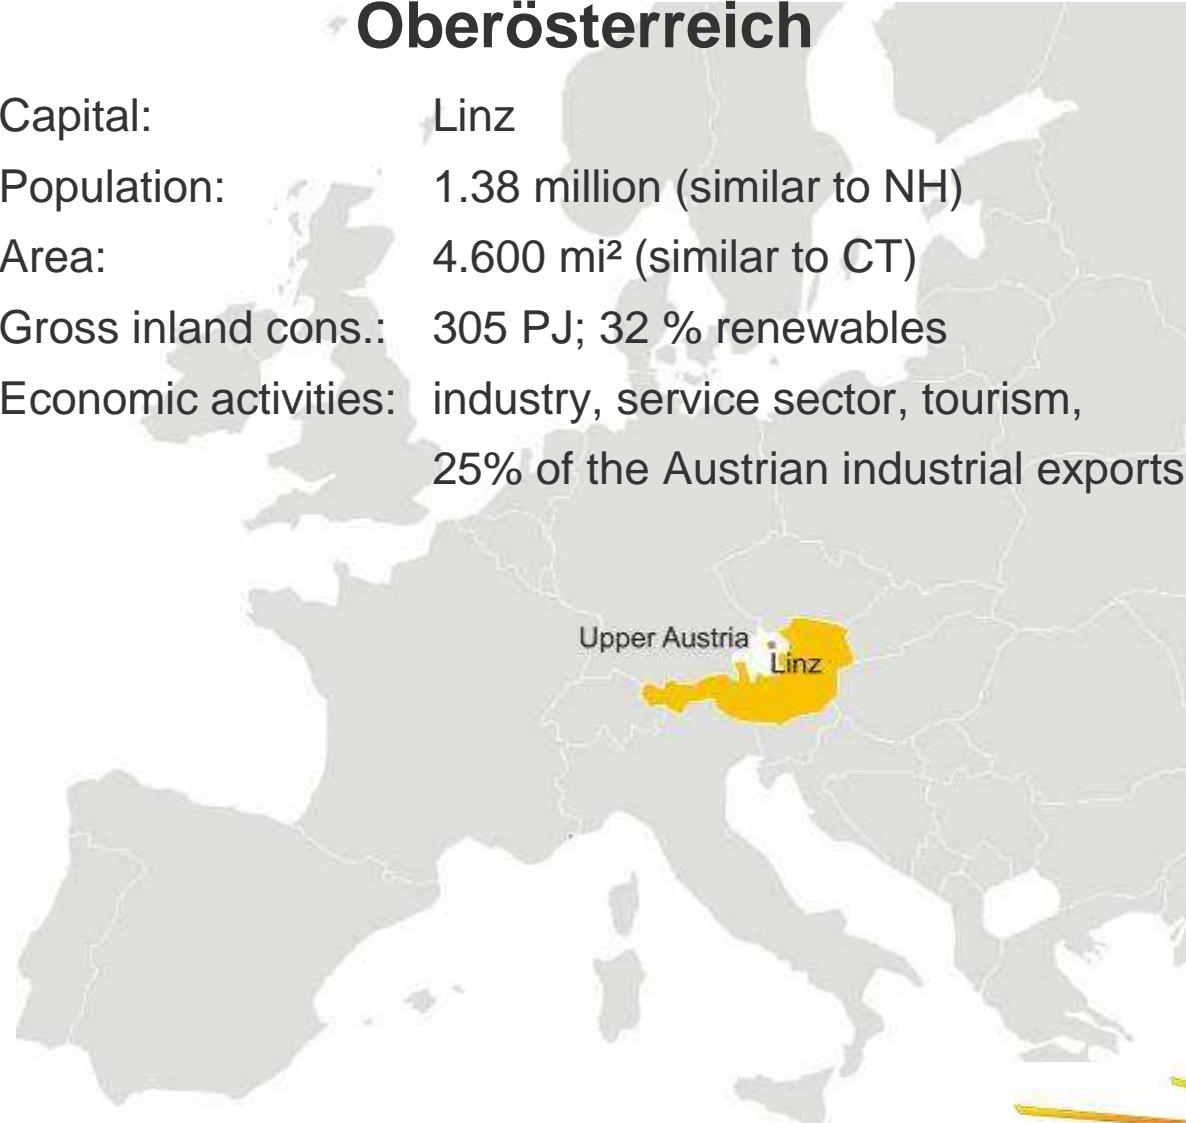 Oberösterreich
Capital: Linz
Population: 1.38 million (similar to NH)
Area: 4.600 mi² (similar to CT)
Gross inland cons.: 305 PJ; 32 % renewables
Economic activities: industry, service sector, tourism,
25% of the Austrian industrial exports
Upper Austria
Linz